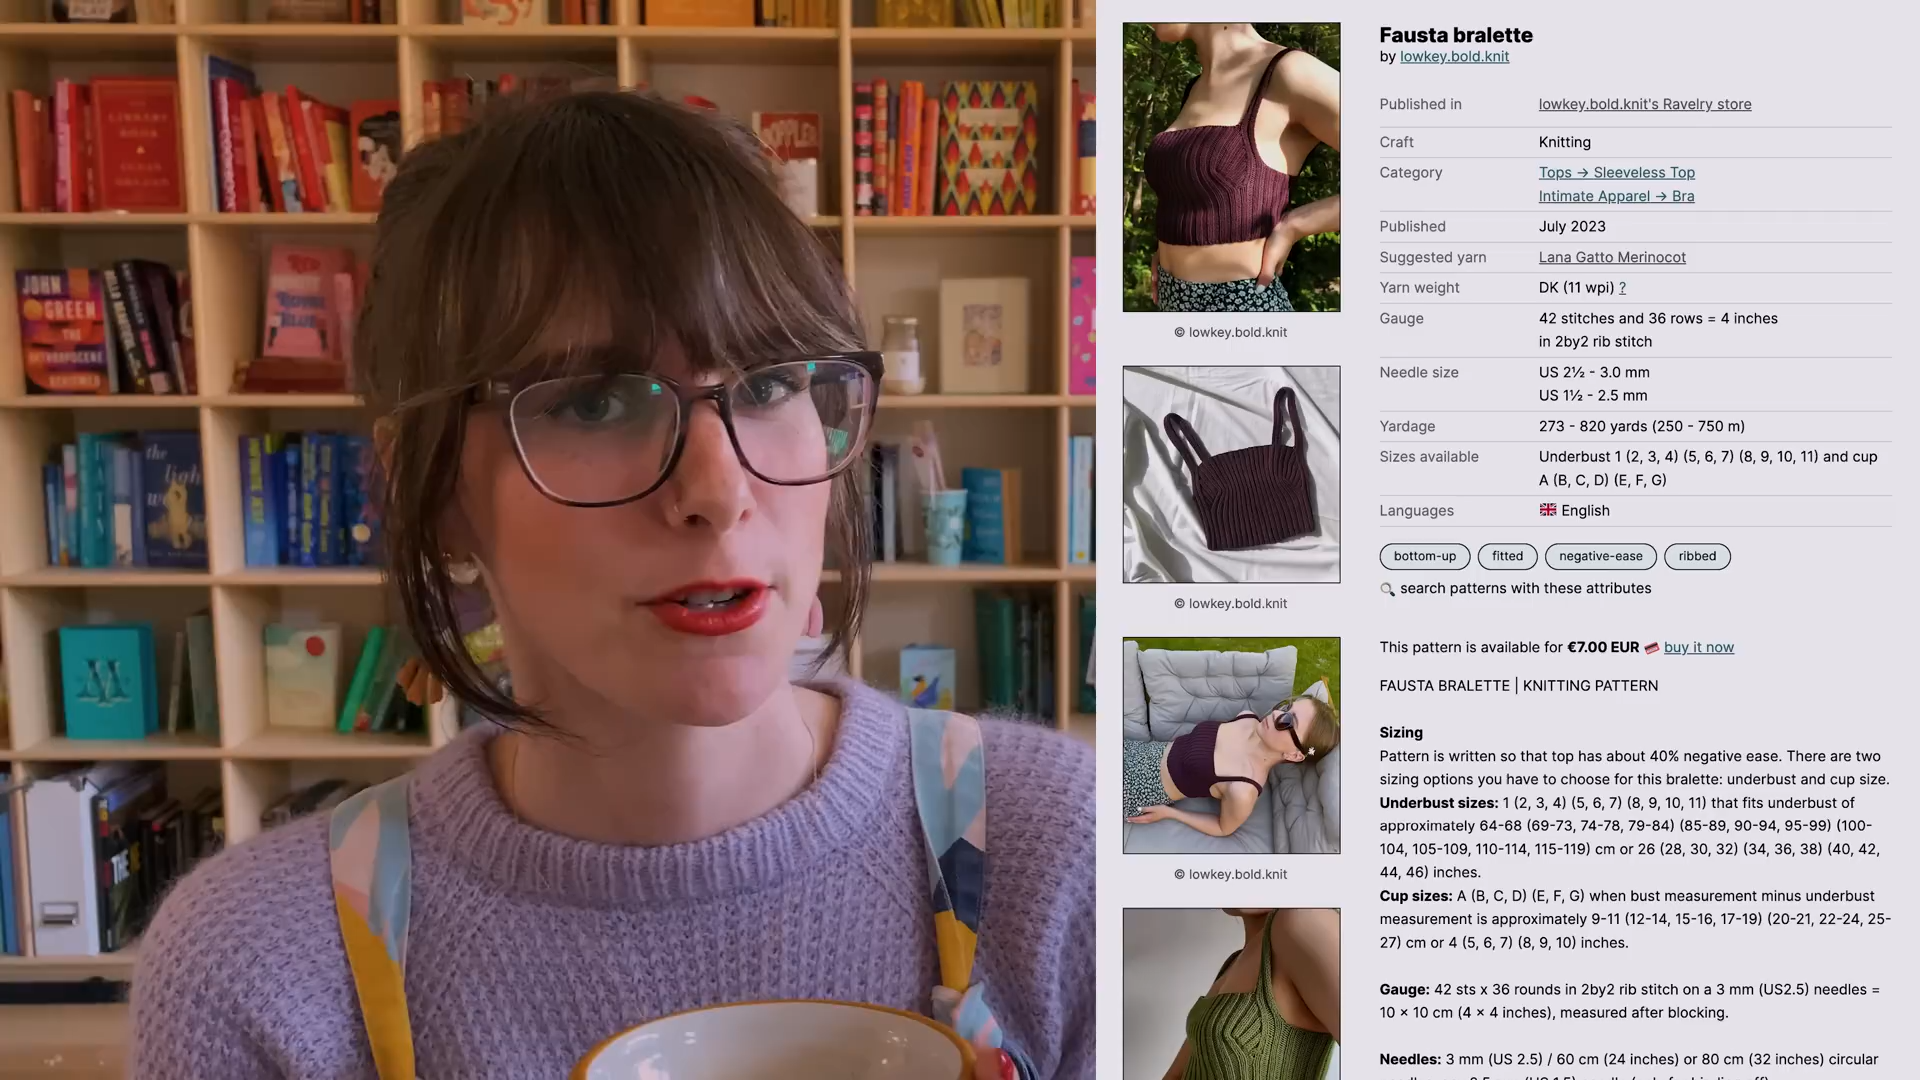 LIBRARY
JOHN
GREEN
THE
ANTHROPOCENE
REVIEWED
ROYAL
BLUE
the
light
M
Fausta bralette
by lowkey.bold.knit
Published in lowkey.bold.knit's Ravelry store
Craft Knitting
Category Tops → Sleeveless Top
Intimate Apparel → Bra
Published July 2023
Suggested yarn Lana Gatto Merinocot
Yarn weight DK (11 wpi) ?
Gauge 42 stitches and 36 rows = 4 inches
in 2by2 rib stitch
Needle size US 2½ - 3.0 mm
US 1½ - 2.5 mm
Yardage 273 - 820 yards (250 - 750 m)
Sizes available Underbust 1 (2, 3, 4) (5, 6, 7) (8, 9, 10, 11) and cup
A (B, C, D) (E, F, G)
Languages English
bottom-up fitted negative-ease ribbed
search patterns with these attributes
This pattern is available for €7.00 EUR buy it now
FAUSTA BRALETTE | KNITTING PATTERN
Sizing
Pattern is written so that top has about 40% negative ease. There are two
sizing options you have to choose for this bralette: underbust and cup size.
Underbust sizes: 1 (2, 3, 4) (5, 6, 7) (8, 9, 10, 11) that fits underbust of
approximately 64-68 (69-73, 74-78, 79-84) (85-89, 90-94, 95-99) (100-
104, 105-109, 110-114, 115-119) cm or 26 (28, 30, 32) (34, 36, 38) (40, 42,
44, 46) inches.
Cup sizes: A (B, C, D) (E, F, G) when bust measurement minus underbust
measurement is approximately 9-11 (12-14, 15-16, 17-19) (20-21, 22-24, 25-
27) cm or 4 (5, 6, 7) (8, 9, 10) inches.
Gauge: 42 sts x 36 rounds in 2by2 rib stitch on a 3 mm (US2.5) needles =
10 × 10 cm (4 × 4 inches), measured after blocking.
Needles: 3 mm (US 2.5) / 60 cm (24 inches) or 80 cm (32 inches) circular
© lowkey.bold.knit
© lowkey.bold.knit
© lowkey.bold.knit